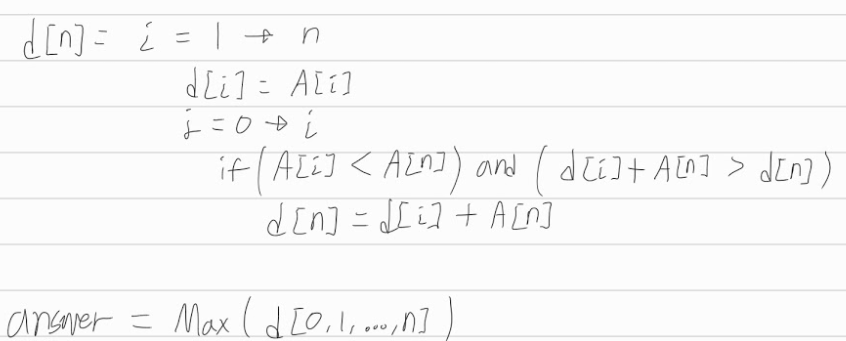 d[n] = i = 1 → n
d[i] = A[i]
j = 0 → i
if (A[i] < A[n]) and (d[i] + A[n] > d[n])
d[n] = d[i] + A[n]
answer = Max(d[0,1,...,n])